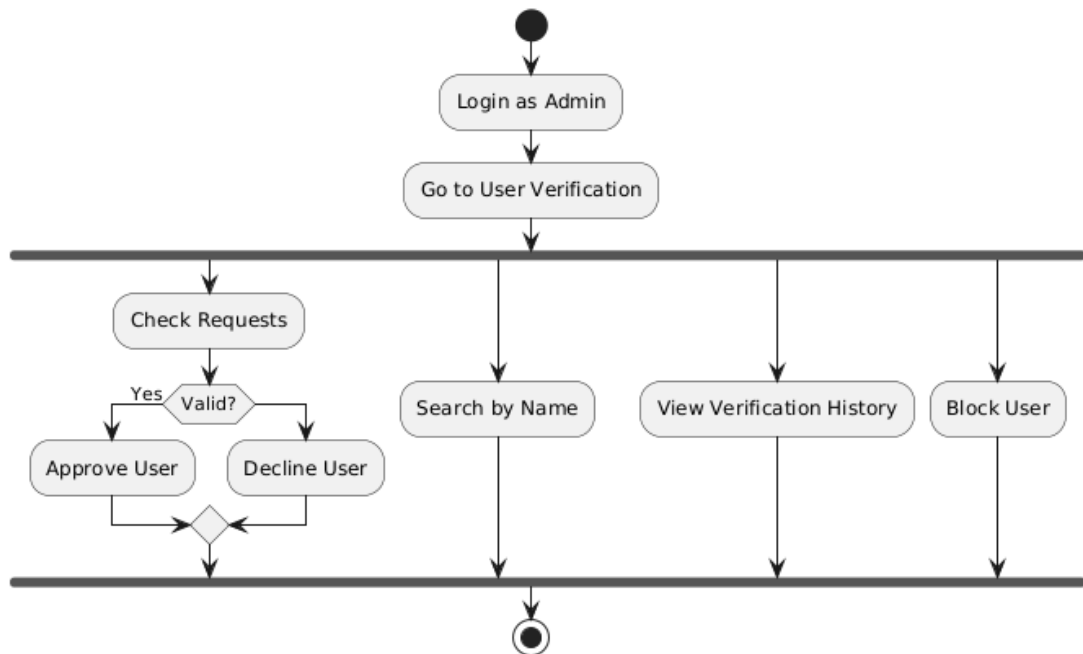 Login as Admin
Go to User Verification
Check Requests
Yes
Valid?
Approve User
Decline User
Search by Name
View Verification History
Block User